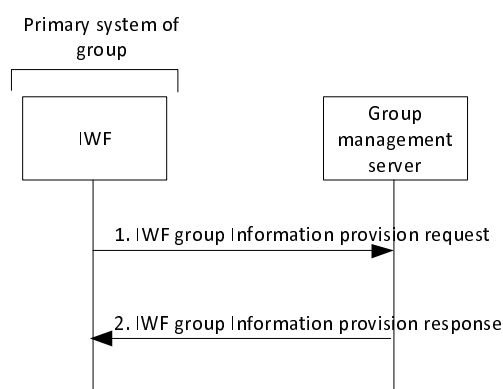 Primary system of
group
IWF
Group
management
server
1. IWF group Information provision request
2. IWF group Information provision response